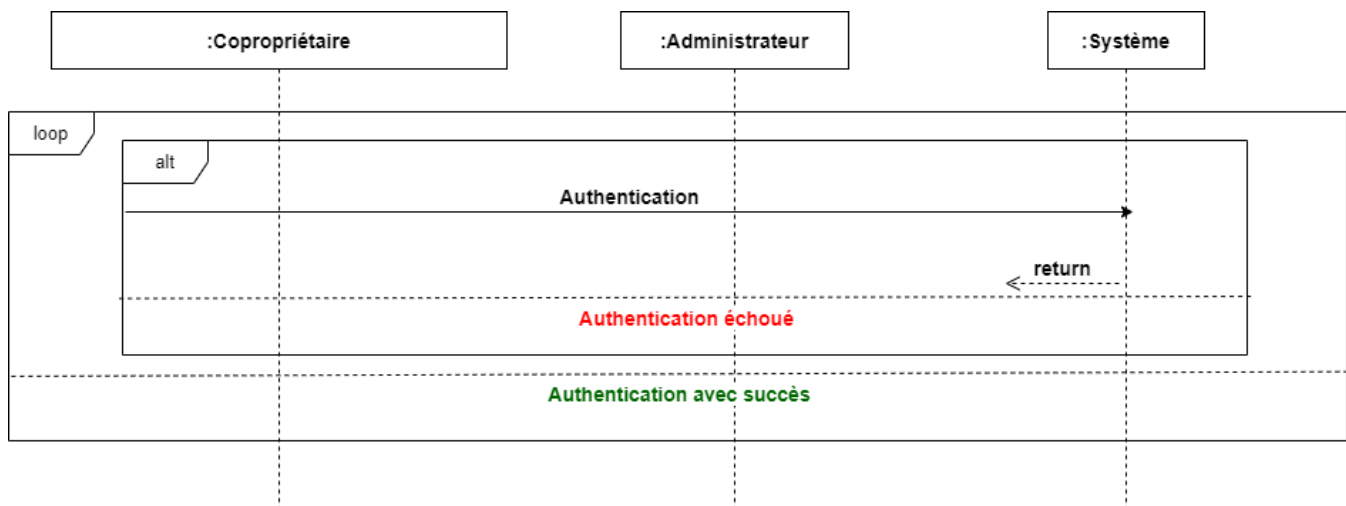 :Copropriétaire
:Administrateur
:Système
loop
alt
Authentication
return
Authentication échoué
Authentication avec succès